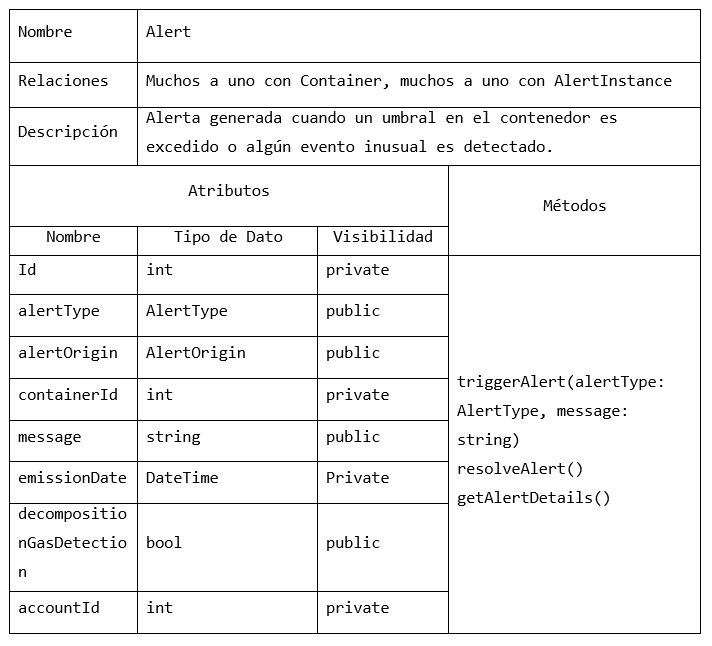 Nombre Alert
Relaciones Muchos a uno con Container, muchos a uno con AlertInstance
Descripción Alerta generada cuando un umbral en el contenedor es
excedido o algún evento inusual es detectado.
Atributos Métodos
Nombre Tipo de Dato Visibilidad
Id int private
alertType AlertType public
alertOrigin AlertOrigin public
containerId int private
message string public
emissionDate DateTime Private
decompositio
nGasDetectio bool public
n
accountId int private
triggerAlert(alertType:
AlertType, message:
string)
resolveAlert()
getAlertDetails()